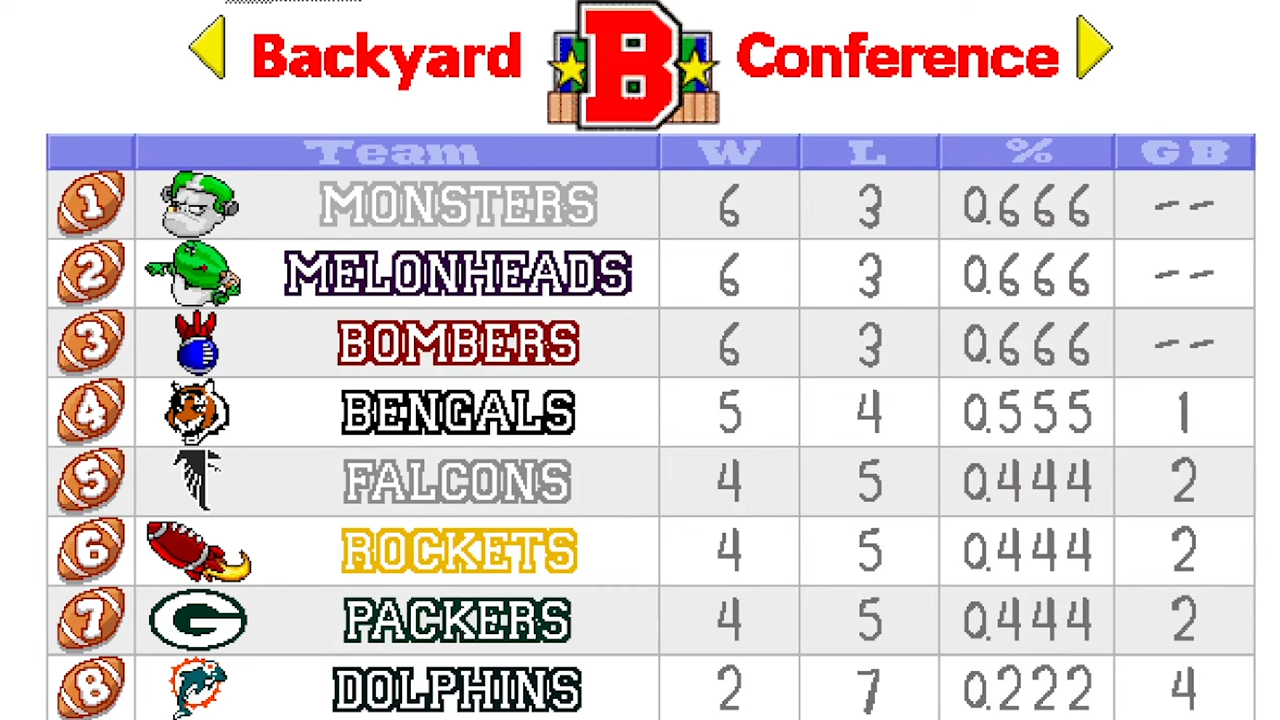 Backyard B Conference
Team W L % GB
1 MONSTERS 6 3 0.666 --
2 MELONHEADS 6 3 0.666 --
3 BOMBERS 6 3 0.666 --
4 BENGALS 5 4 0.555 1
5 FALCONS 4 5 0.444 2
6 ROCKETS 4 5 0.444 2
7 G PACKERS 4 5 0.444 2
8 DOLPHINS 2 7 0.222 4